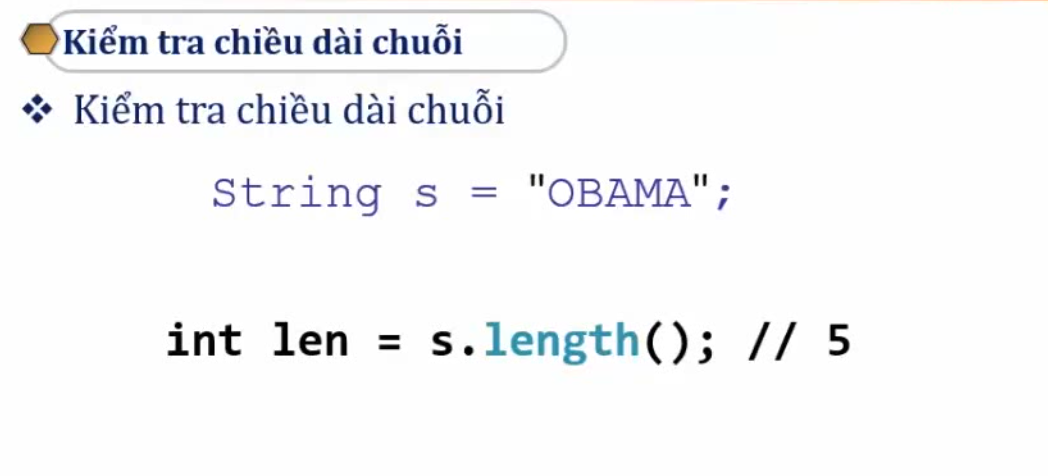 Kiểm tra chiều dài chuỗi
Kiểm tra chiều dài chuỗi
String s = "OBAMA";
int len = s.length(); // 5